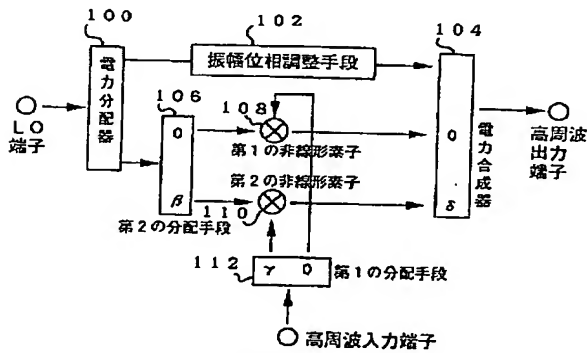 100
102
104
振幅位相調整手段
電力分配器
106
108
LO
端子
0
0
第1の非線形素子
高周波
出力
端子
電力合成器
第2の非線形素子
β
110
δ
第2の分配手段
112
γ 0
第1の分配手段
高周波入力端子